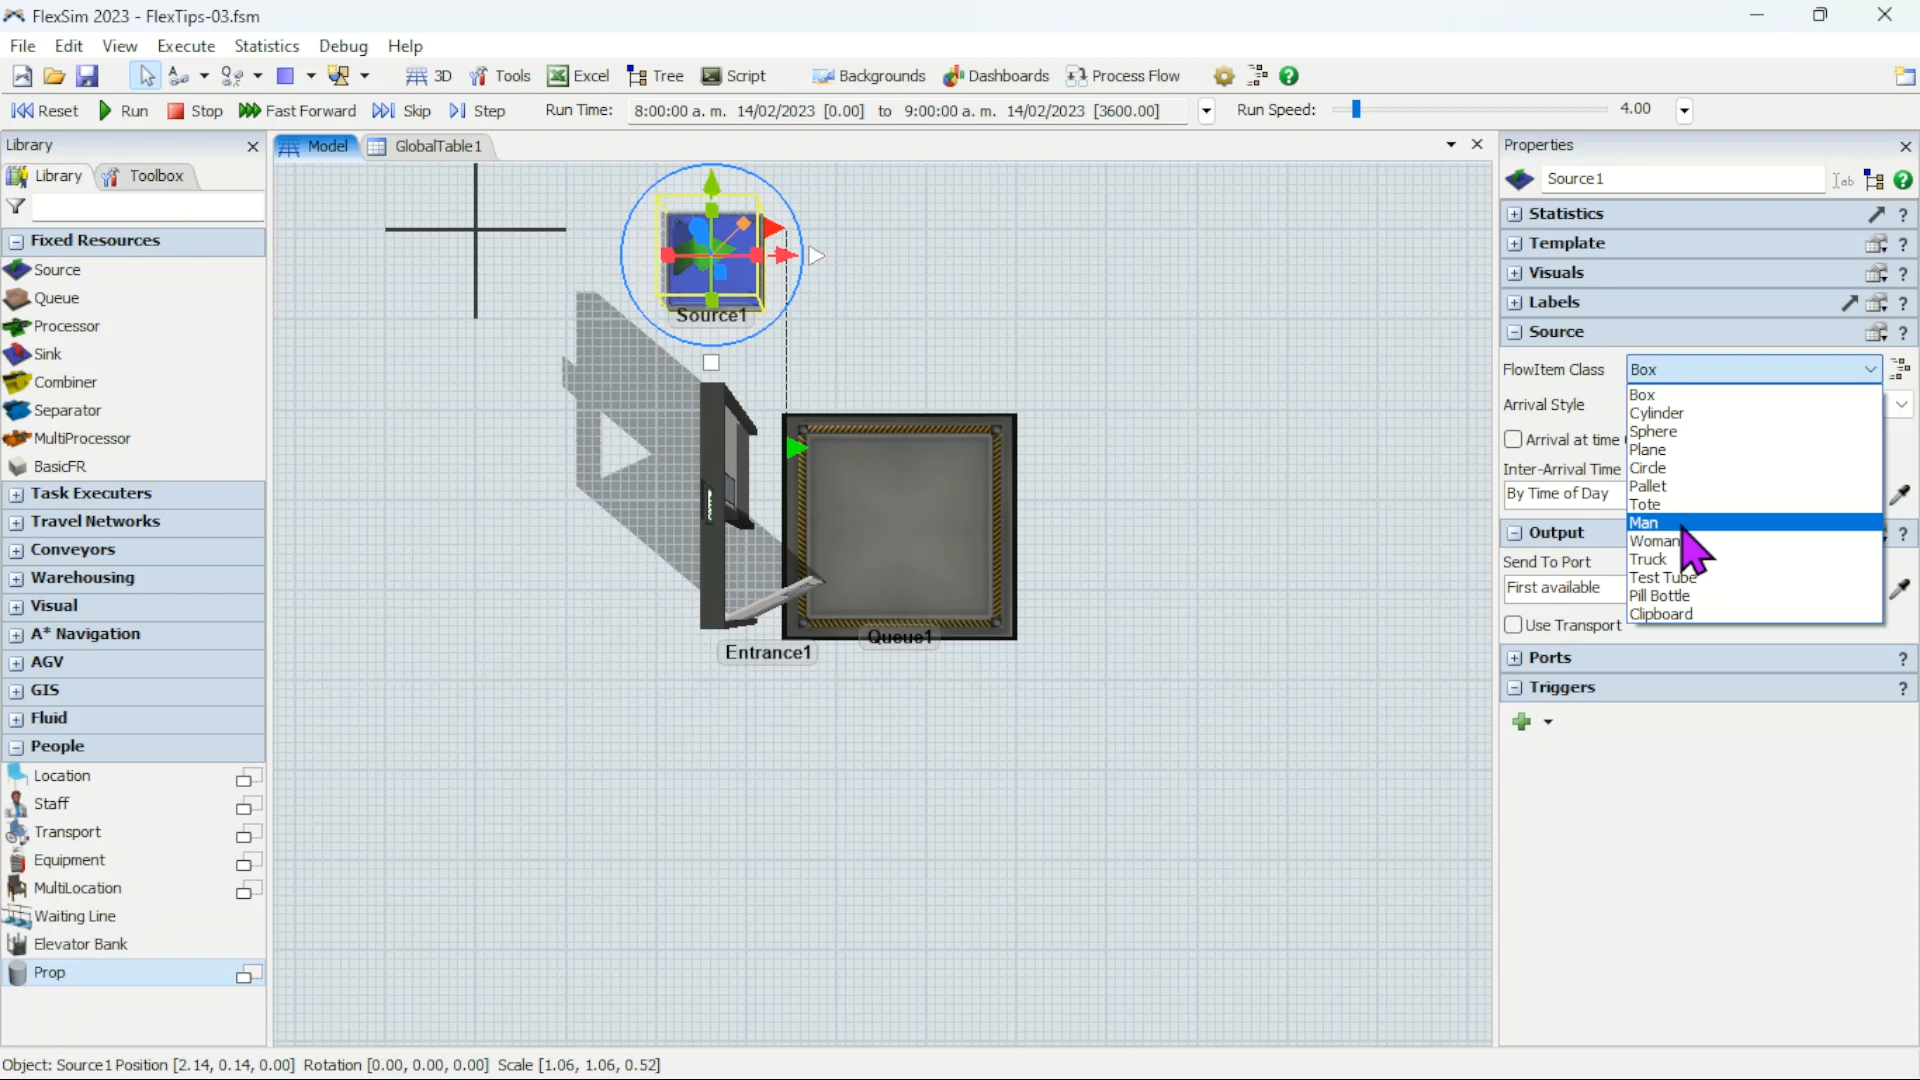 FlexSim 2023 - FlexTips-03.fsm
File Edit View Execute Statistics Debug Help
3D Tools Excel Tree Script Backgrounds Dashboards Process Flow
Reset Run Stop Fast Forward Skip Step Run Time: 8:00:00 a. m. 14/02/2023 [0.00] to 9:00:00 a. m. 14/02/2023 [3600.00] Run Speed: 4.00
Library
Library Toolbox
Fixed Resources
Source
Queue
Processor
Sink
Combiner
Separator
MultiProcessor
BasicFR
Task Executers
Travel Networks
Conveyors
Warehousing
Visual
A* Navigation
AGV
GIS
Fluid
People
Location
Staff
Transport
Equipment
MultiLocation
Waiting Line
Elevator Bank
Prop
Model GlobalTable1
Source1
Entrance1
Queue1
Properties
Source1
Statistics
Template
Visuals
Labels
Source
FlowItem Class Box
Arrival Style
Arrival at time
Inter-Arrival Time
By Time of Day
Box
Cylinder
Sphere
Plane
Circle
Pallet
Tote
Man
Woman
Truck
Test Tube
Pill Bottle
Clipboard
Output
Send To Port
First available
Use Transport
Ports
Triggers
Object: Source1 Position [2.14, 0.14, 0.00] Rotation [0.00, 0.00, 0.00] Scale [1.06, 1.06, 0.52]